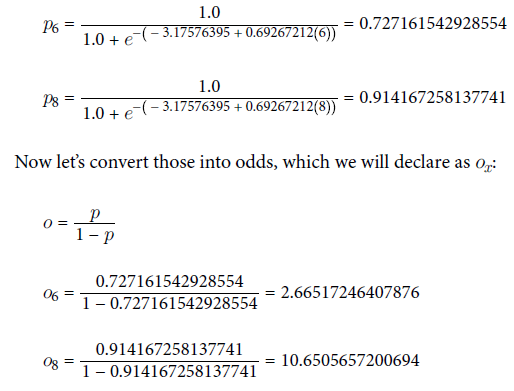 p₆ = 1.0 / 1.0 + e^−(− 3.17576395 + 0.69267212(6)) = 0.727161542928554
p₈ = 1.0 / 1.0 + e^−(− 3.17576395 + 0.69267212(8)) = 0.914167258137741
Now let’s convert those into odds, which we will declare as oₓ:
o = p / 1 − p
o₆ = 0.727161542928554 / 1 − 0.727161542928554 = 2.66517246407876
o₈ = 0.914167258137741 / 1 − 0.914167258137741 = 10.6505657200694